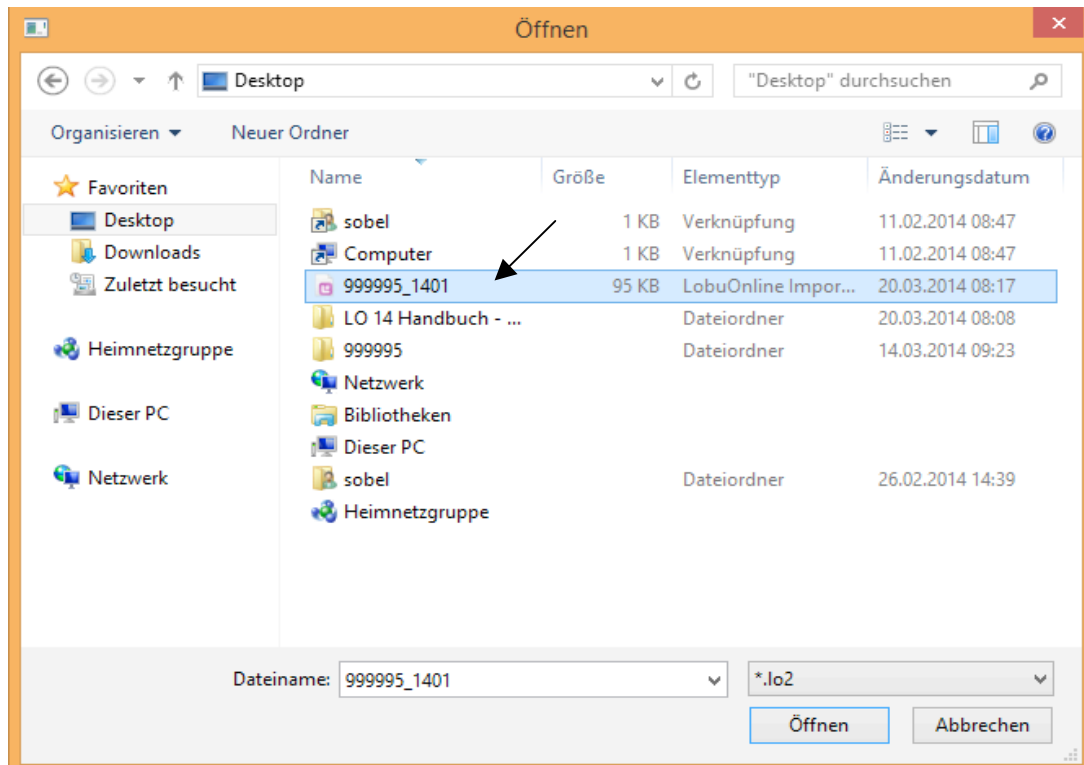 Öffnen
Desktop
"Desktop" durchsuchen
Organisieren Neuer Ordner
Favoriten
Desktop
Downloads
Zuletzt besucht
Heimnetzgruppe
Dieser PC
Netzwerk
Name Größe Elementtyp Änderungsdatum
sobel 1 KB Verknüpfung 11.02.2014 08:47
Computer 1 KB Verknüpfung 11.02.2014 08:47
999995_1401 95 KB LobuOnline Impor... 20.03.2014 08:17
LO 14 Handbuch - ... Dateiordner 20.03.2014 08:08
999995 Dateiordner 14.03.2014 09:23
Netzwerk
Bibliotheken
Dieser PC
sobel Dateiordner 26.02.2014 14:39
Heimnetzgruppe
Dateiname: 999995_1401 *.lo2
Öffnen Abbrechen